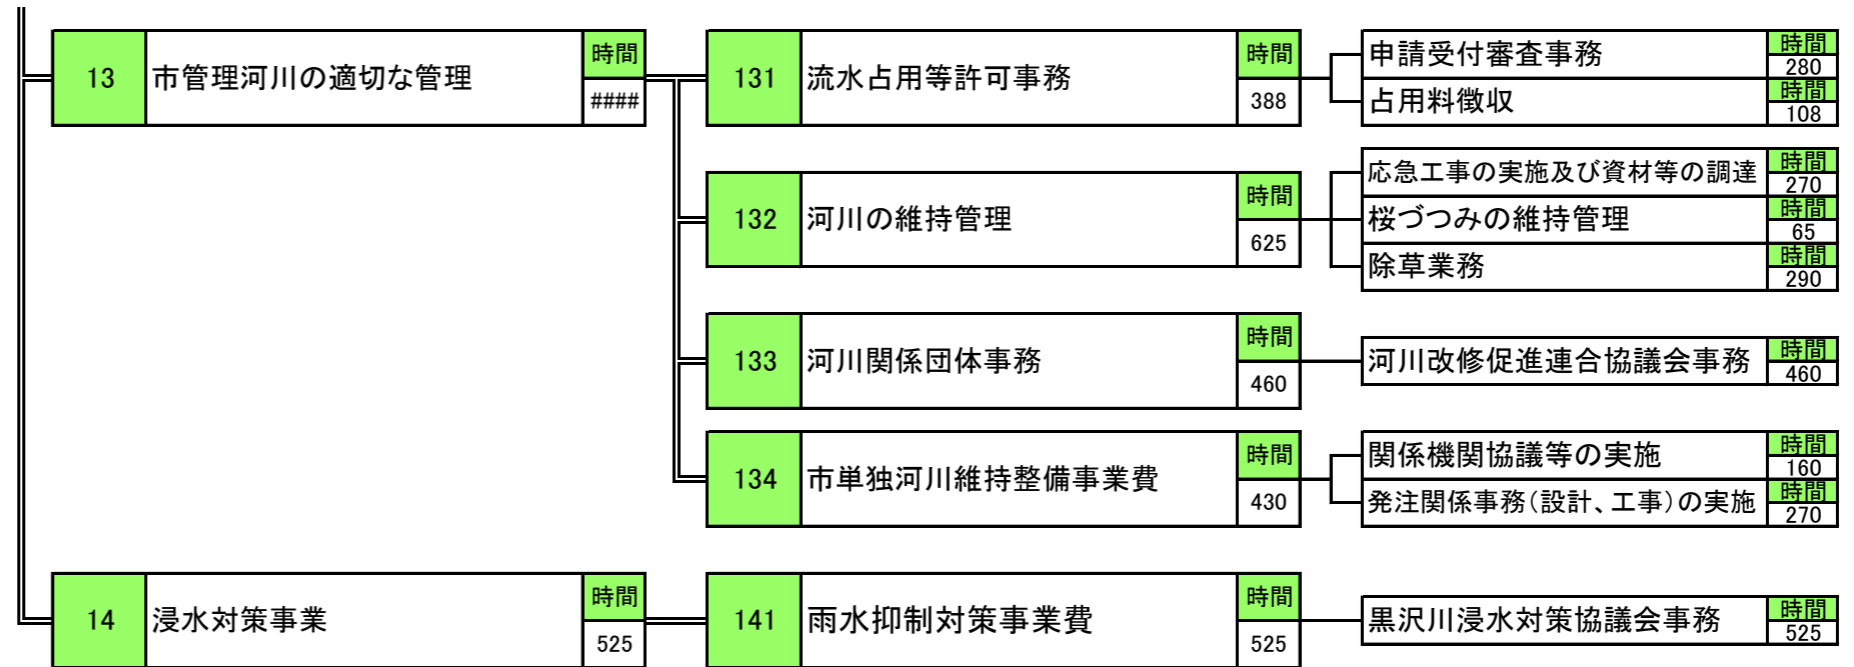 13 市管理河川の適切な管理 時間 ####
131 流水占用等許可事務 時間 388
申請受付審査事務 時間 280
占用料徴収 時間 108
132 河川の維持管理 時間 625
応急工事の実施及び資材等の調達 時間 270
桜づつみの維持管理 時間 65
除草業務 時間 290
133 河川関係団体事務 時間 460
河川改修促進連合協議会事務 時間 460
134 市単独河川維持整備事業費 時間 430
関係機関協議等の実施 時間 160
発注関係事務(設計、工事)の実施 時間 270
14 浸水対策事業 時間 525
141 雨水抑制対策事業費 時間 525
黒沢川浸水対策協議会事務 時間 525